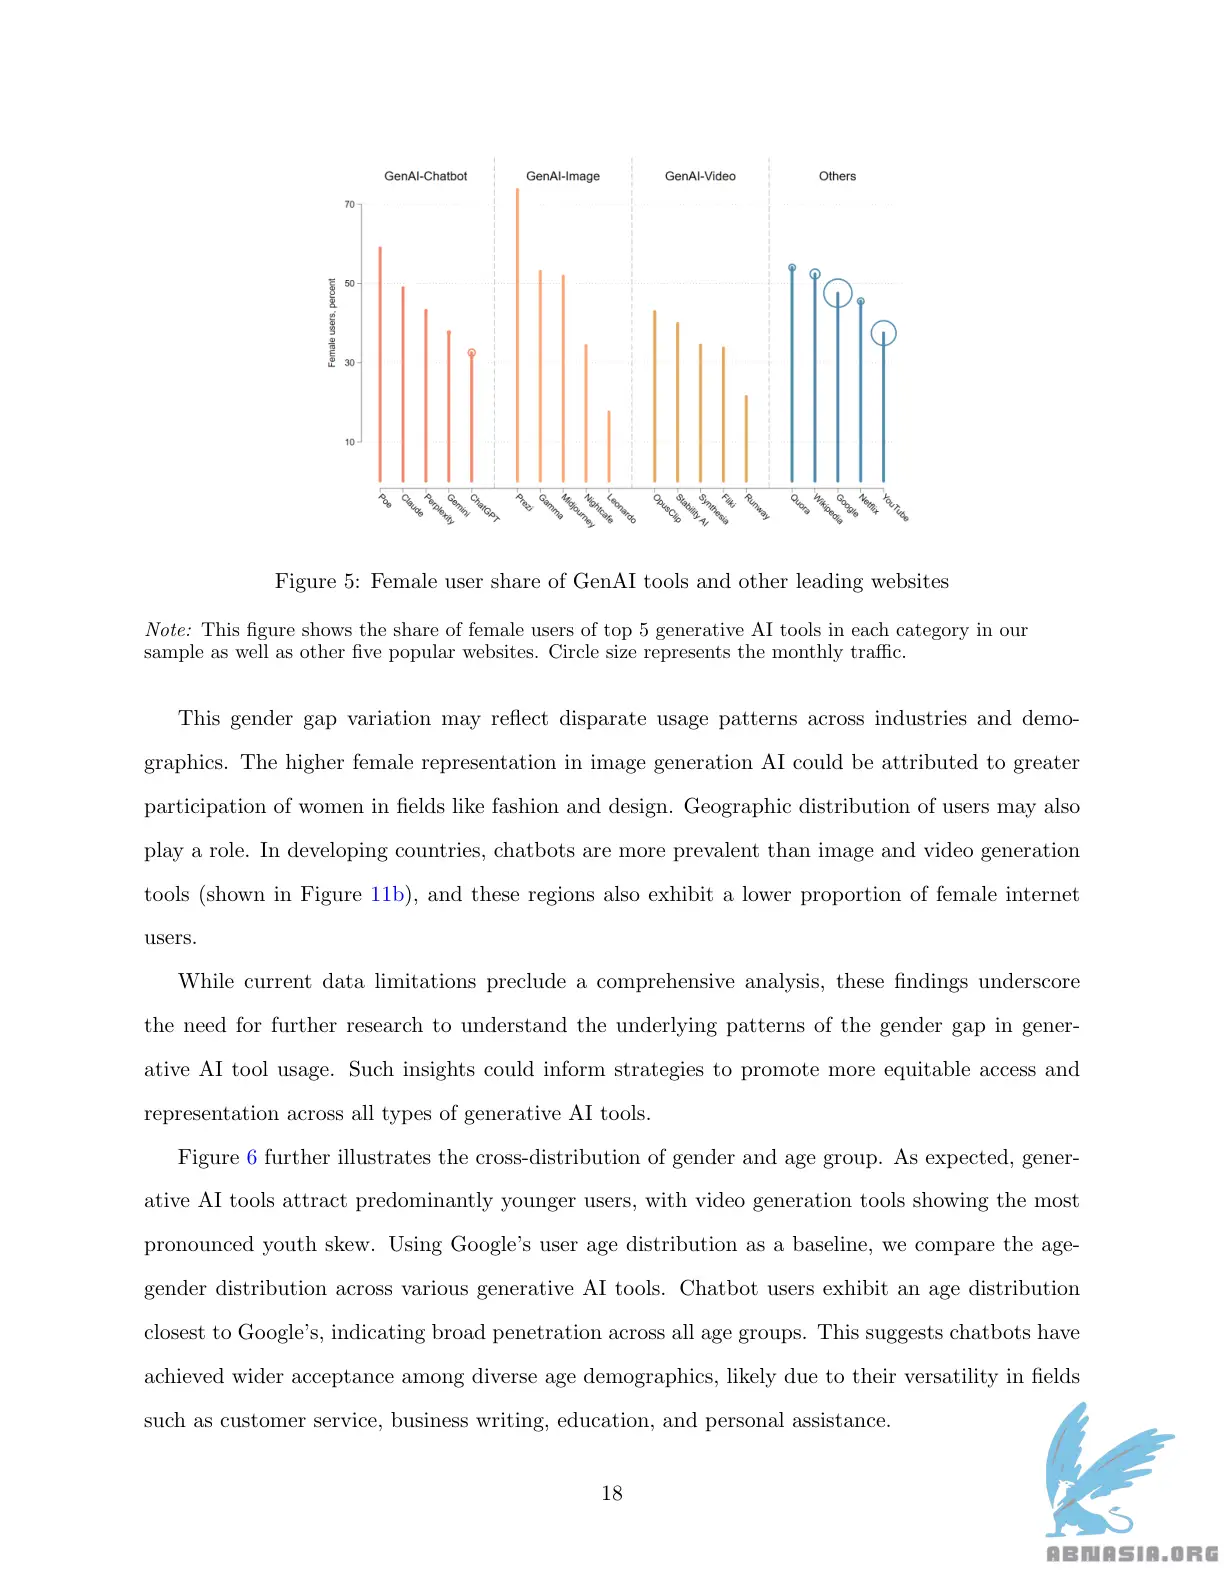 GenAI-Chatbot GenAI-Image GenAI-Video Others
70
50
30
10
Female users, percent
Poe Claude Perplexity Gemini ChatGPT Prezi Gamma Midjourney Nightcafe Leonardo OpusClip Stability AI Synthesia Fliki Runway Quora Wikipedia Google Netflix YouTube
Figure 5: Female user share of GenAI tools and other leading websites
Note: This figure shows the share of female users of top 5 generative AI tools in each category in our
sample as well as other five popular websites. Circle size represents the monthly traffic.
This gender gap variation may reflect disparate usage patterns across industries and demo-
graphics. The higher female representation in image generation AI could be attributed to greater
participation of women in fields like fashion and design. Geographic distribution of users may also
play a role. In developing countries, chatbots are more prevalent than image and video generation
tools (shown in Figure 11b), and these regions also exhibit a lower proportion of female internet
users.
While current data limitations preclude a comprehensive analysis, these findings underscore
the need for further research to understand the underlying patterns of the gender gap in gener-
ative AI tool usage. Such insights could inform strategies to promote more equitable access and
representation across all types of generative AI tools.
Figure 6 further illustrates the cross-distribution of gender and age group. As expected, gener-
ative AI tools attract predominantly younger users, with video generation tools showing the most
pronounced youth skew. Using Google's user age distribution as a baseline, we compare the age-
gender distribution across various generative AI tools. Chatbot users exhibit an age distribution
closest to Google's, indicating broad penetration across all age groups. This suggests chatbots have
achieved wider acceptance among diverse age demographics, likely due to their versatility in fields
such as customer service, business writing, education, and personal assistance.
18
ABNASIA.ORG